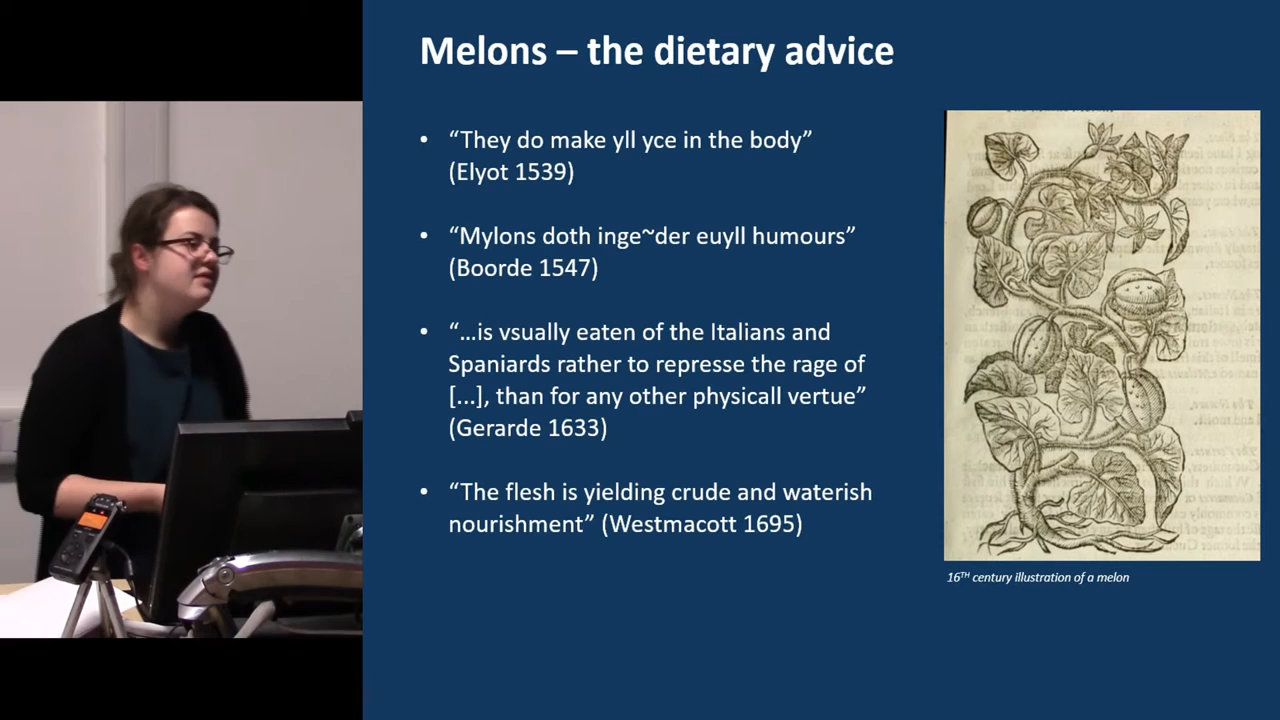 Melons – the dietary advice
• “They do make yll yce in the body”
(Elyot 1539)
• “Mylons doth inge~der euyll humours”
(Boorde 1547)
• “…is vsually eaten of the Italians and
Spaniards rather to represse the rage of
[...], than for any other physicall vertue”
(Gerarde 1633)
• “The flesh is yielding crude and waterish
nourishment” (Westmacott 1695)
16TH century illustration of a melon